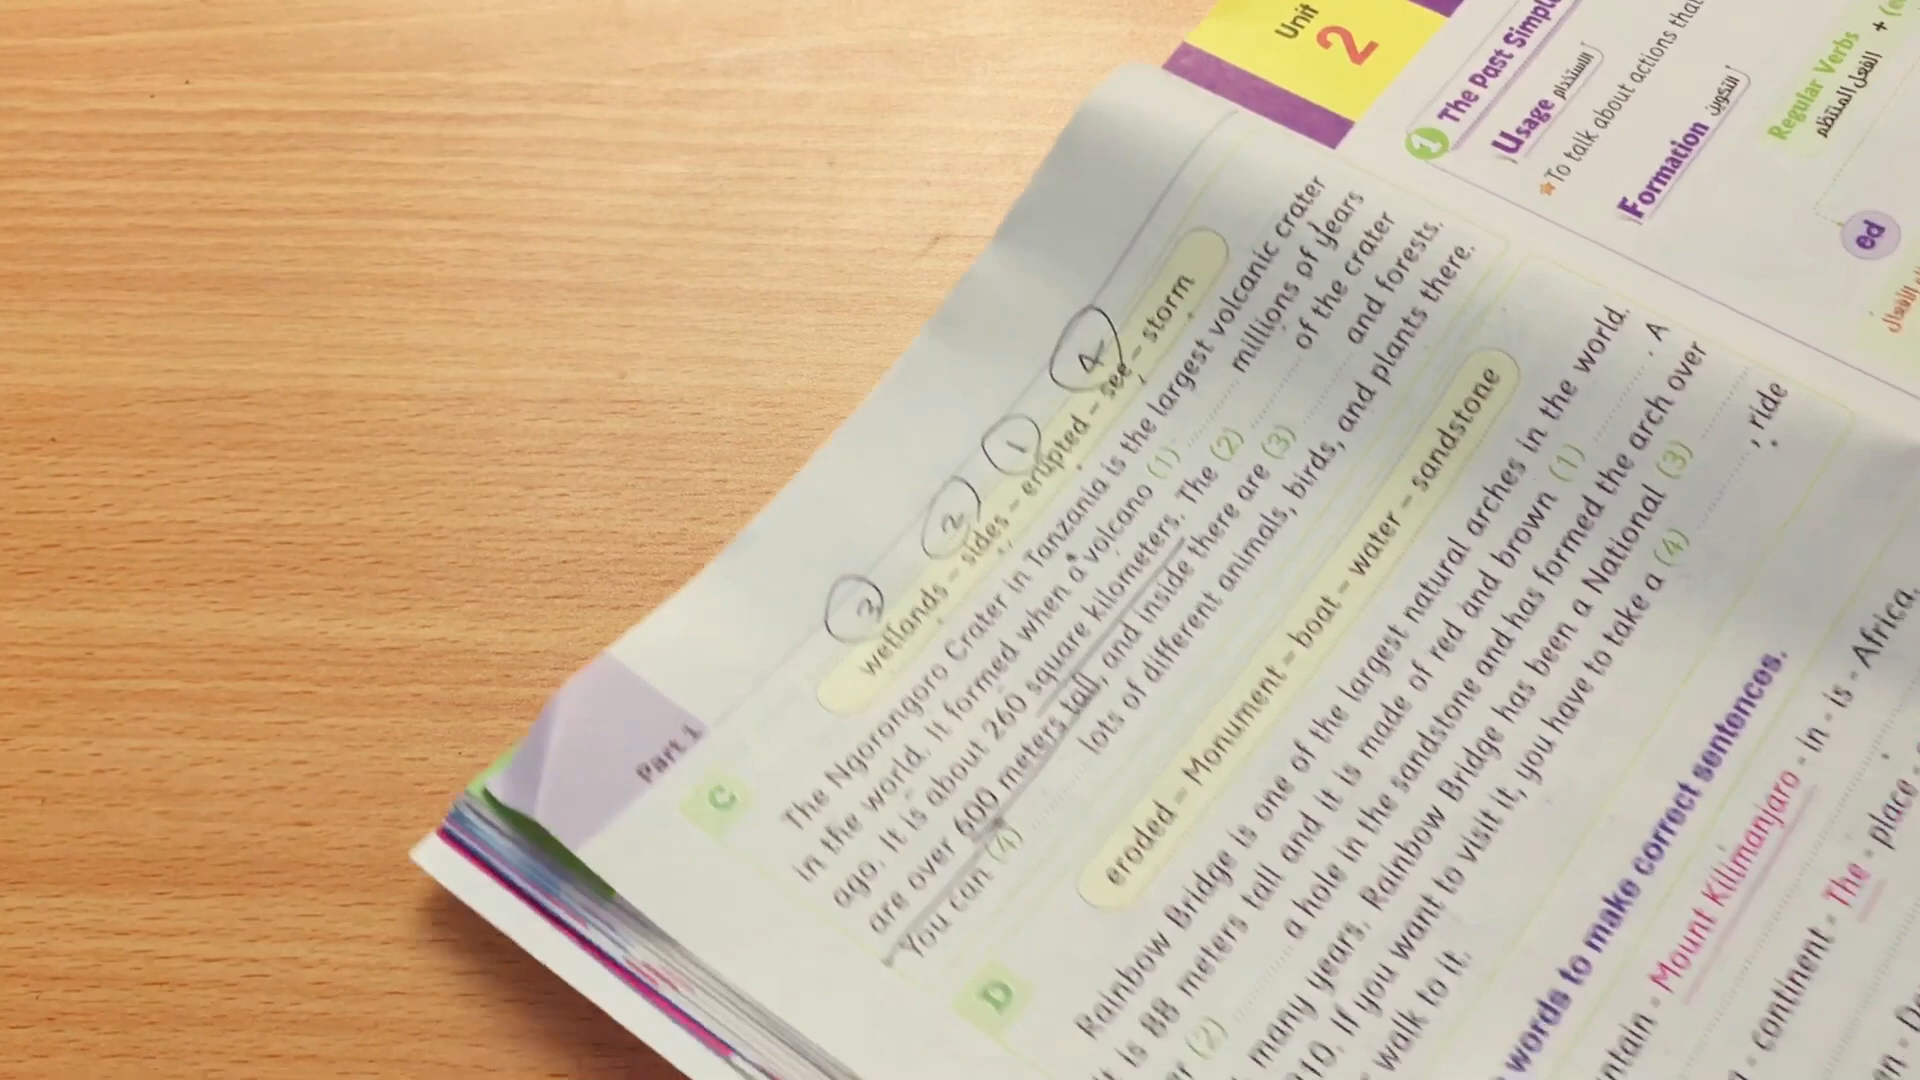 Part 1
C
3 2 1 4
wetlands – sides – erupted – see – storm
The Ngorongoro Crater in Tanzania is the largest volcanic crater
in the world. It formed when a volcano (1) ............ millions of years
ago. It is about 260 square kilometers. The (2) ............ of the crater
are over 600 meters tall, and inside there are (3) ............ and forests.
You can (4) ............ lots of different animals, birds, and plants there.
D
eroded – Monument – boat – water – sandstone
Rainbow Bridge is one of the largest natural arches in the world.
It is 88 meters tall and it is made of red and brown (1) ............ . A
(2) ............ a hole in the sandstone and has formed the arch over
many years. Rainbow Bridge has been a National (3) ............
10. If you want to visit it, you have to take a (4) ............ , ride
walk to it.
words to make correct sentences.
Mount Kilimanjaro - in - is - Africa.
continent - The - place -
Unit
2
1 The Past Simple
Usage الاستخدام
To talk about actions that
Formation التكوين
Regular Verbs
الفعل المنتظم
+
ed